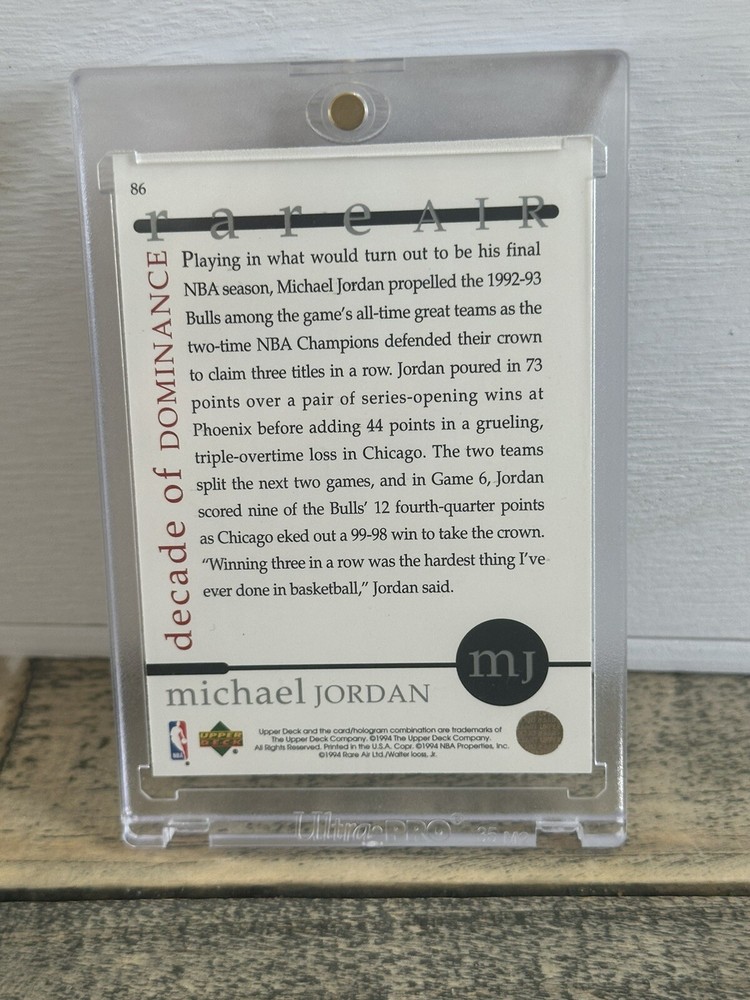 86
rare AIR
decade of DOMINANCE
Playing in what would turn out to be his final
NBA season, Michael Jordan propelled the 1992-93
Bulls among the game's all-time great teams as the
two-time NBA Champions defended their crown
to claim three titles in a row. Jordan poured in 73
points over a pair of series-opening wins at
Phoenix before adding 44 points in a grueling,
triple-overtime loss in Chicago. The two teams
split the next two games, and in Game 6, Jordan
scored nine of the Bulls' 12 fourth-quarter points
as Chicago eked out a 99-98 win to take the crown.
"Winning three in a row was the hardest thing I've
ever done in basketball," Jordan said.
mJ
michael JORDAN
NBA
UPPER
DECK
Upper Deck and the card/hologram combination are trademarks of
The Upper Deck Company. ©1994 The Upper Deck Company.
All Rights Reserved. Printed in the U.S.A. Copr. ©1994 NBA Properties, Inc.
©1994 Rare Air Ltd./Walter Iooss, Jr.
Ultra PRO®